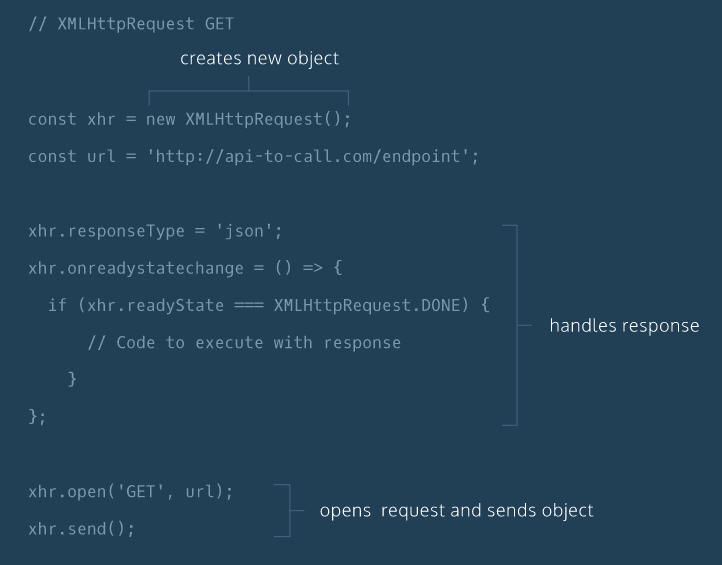 // XMLHttpRequest GET
creates new object
const xhr = new XMLHttpRequest();
const url = 'http://api-to-call.com/endpoint';
xhr.responseType = 'json';
xhr.onreadystatechange = () => {
if (xhr.readyState === XMLHttpRequest.DONE) {
handles response
// Code to execute with response
}
};
xhr.open('GET', url);
opens request and sends object
xhr.send();